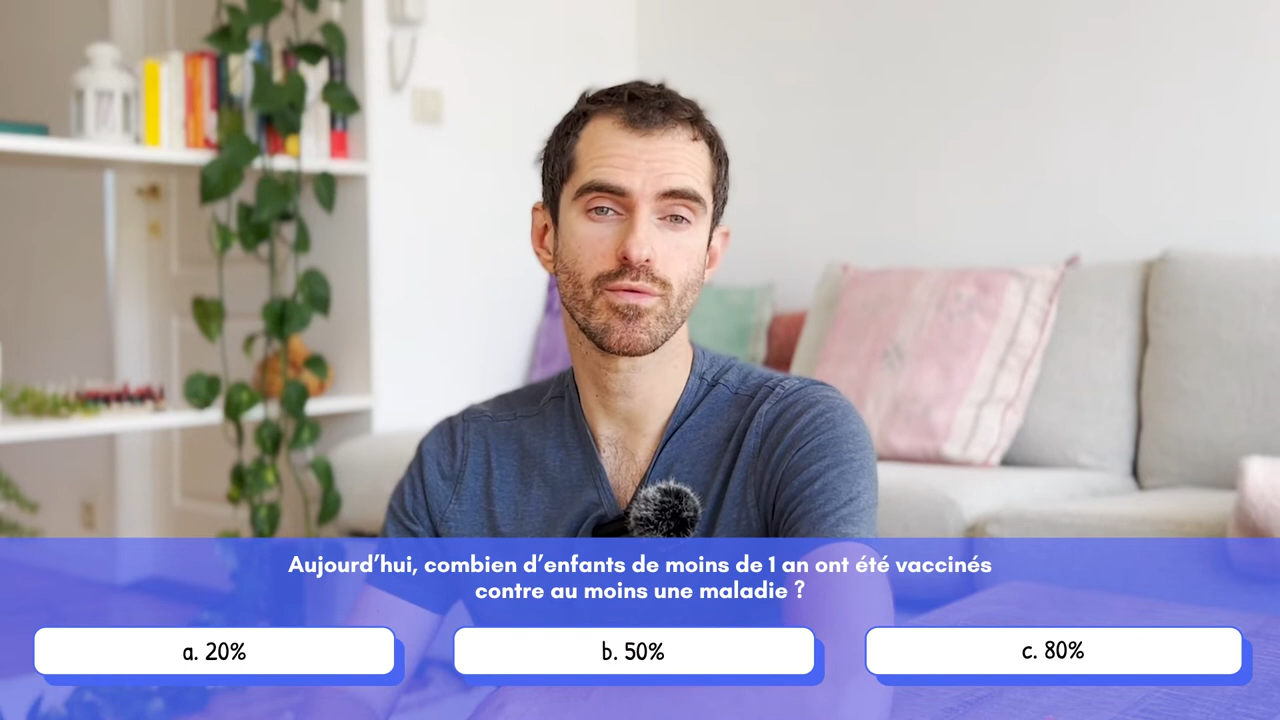 Aujourd’hui, combien d’enfants de moins de 1 an ont été vaccinés
contre au moins une maladie ?
a. 20%
b. 50%
c. 80%